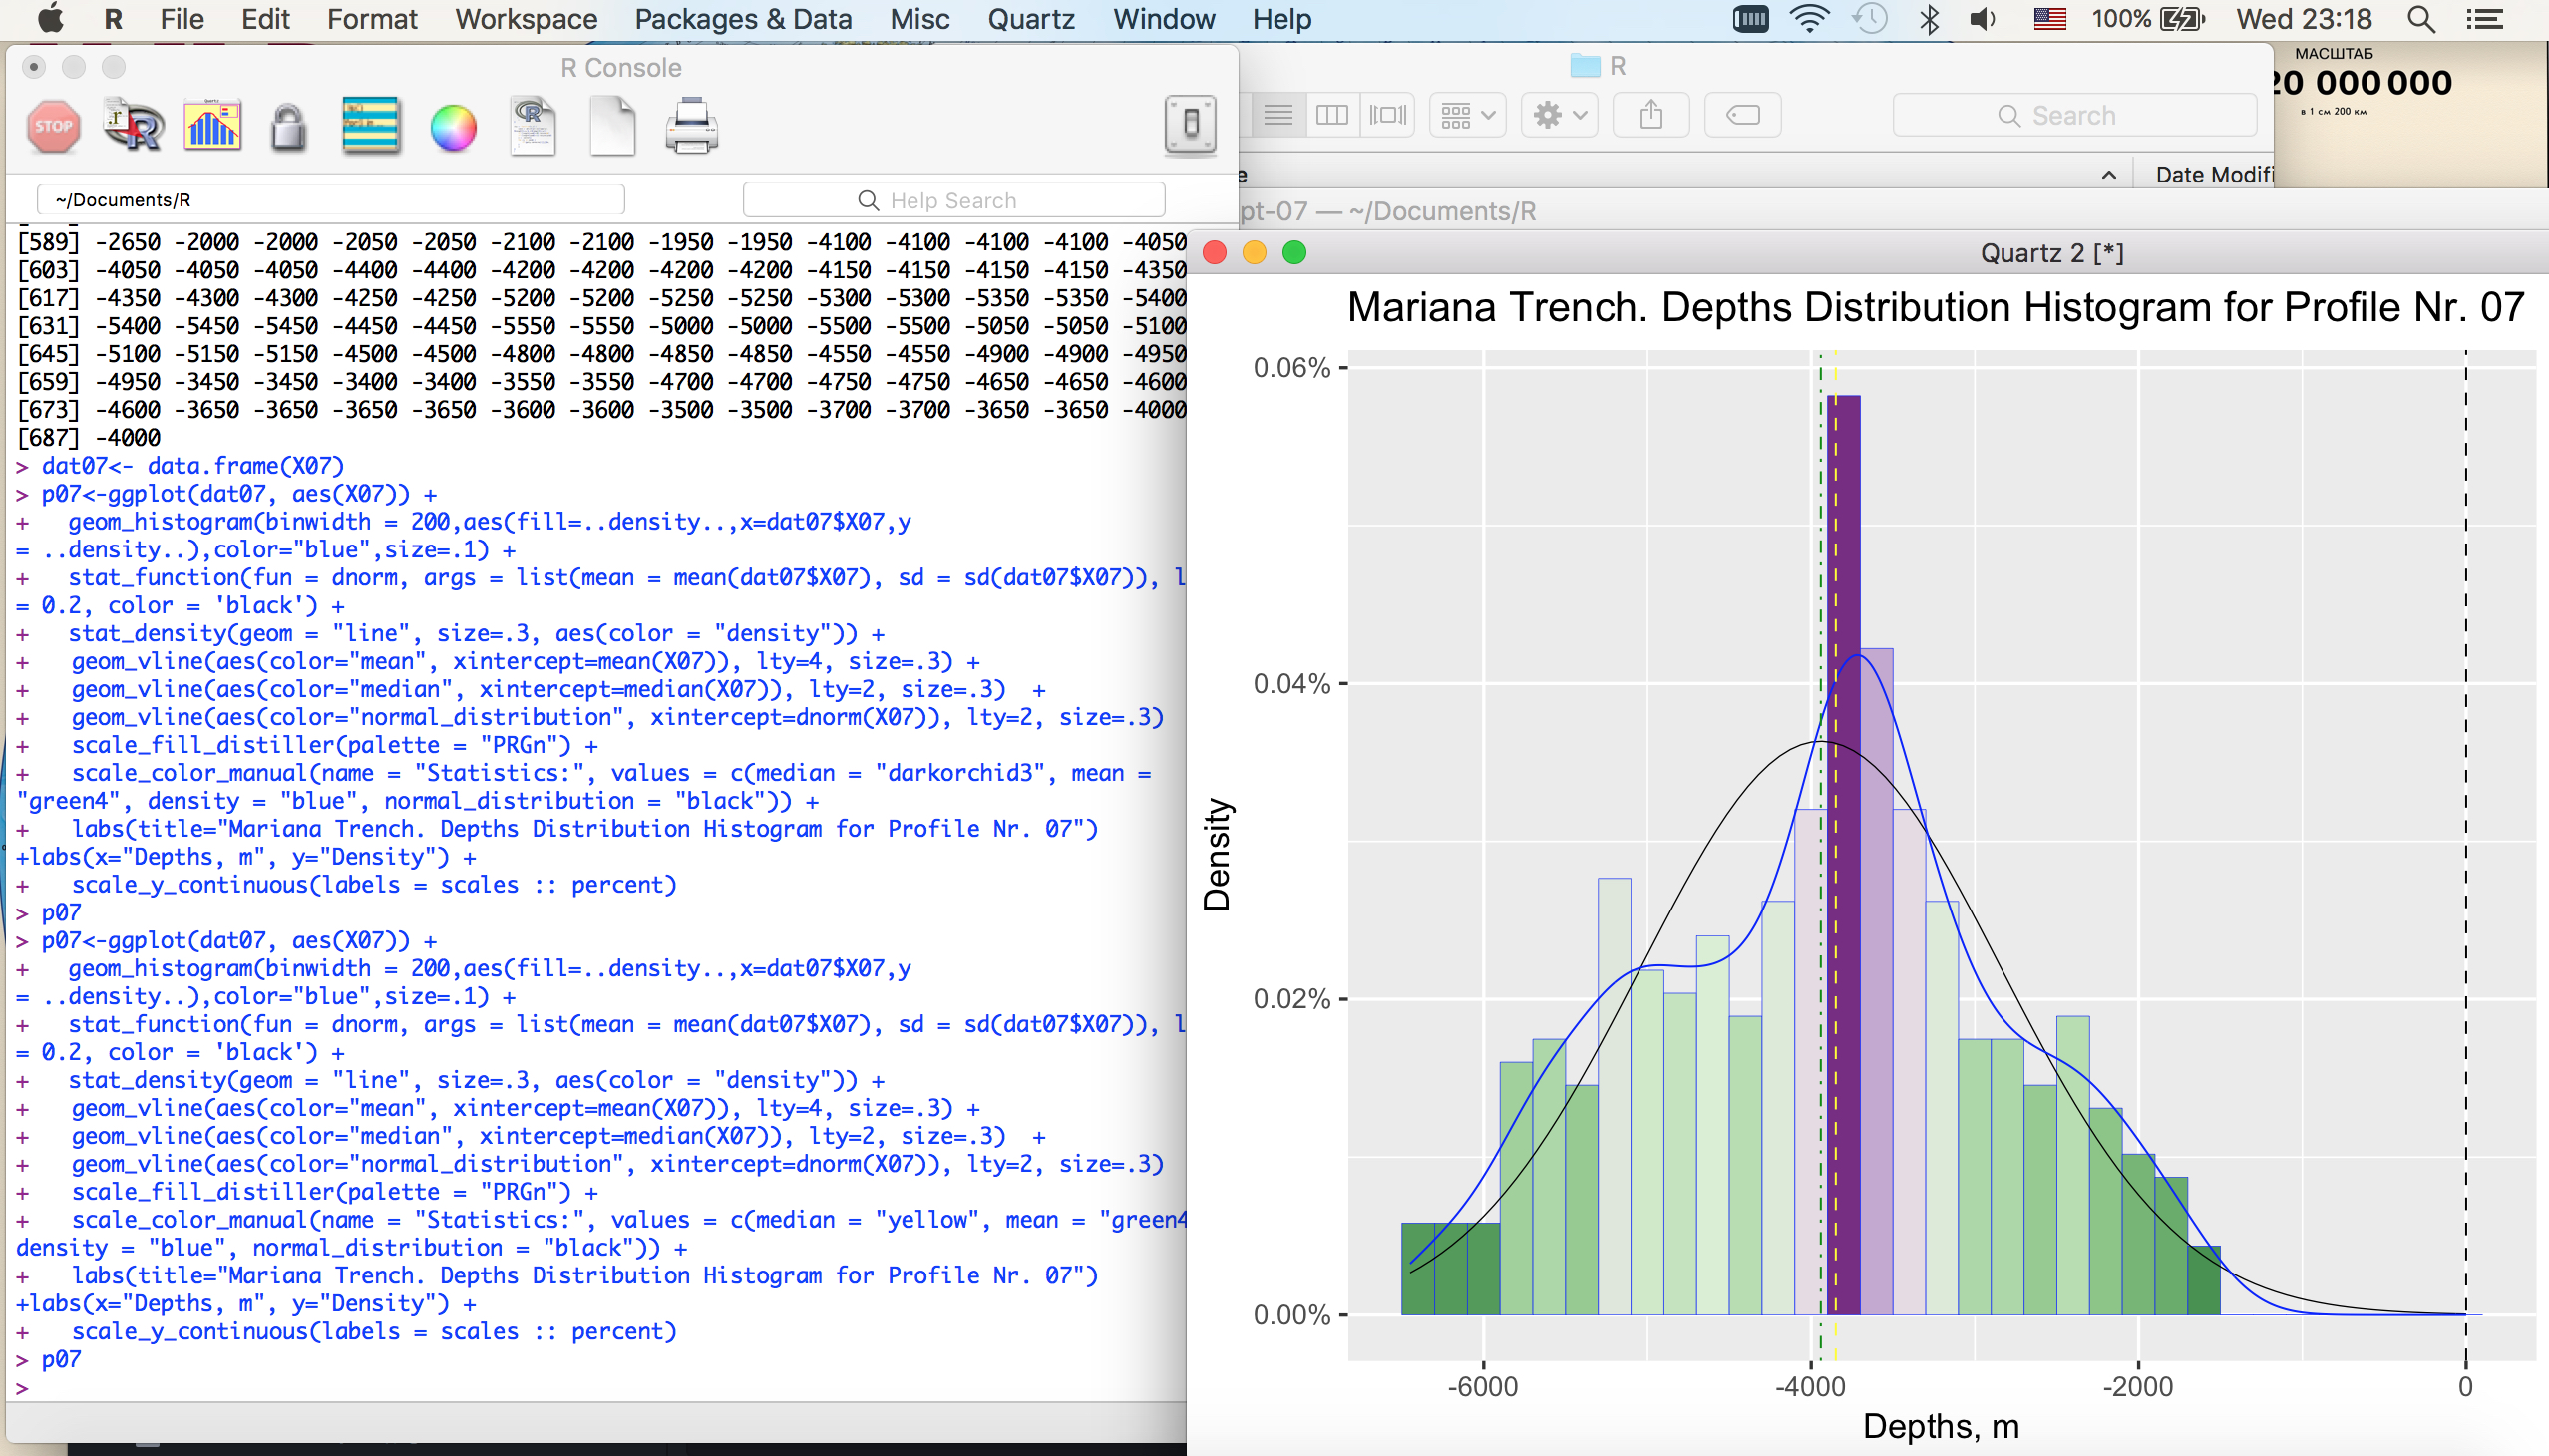 R File Edit Format Workspace Packages & Data Misc Quartz Window Help 100% Wed 23:18
R Console
STOP
~/Documents/R
Help Search
[589] -2650 -2000 -2000 -2050 -2050 -2100 -2100 -1950 -1950 -4100 -4100 -4100 -4100 -4050
[603] -4050 -4050 -4050 -4400 -4400 -4200 -4200 -4200 -4200 -4150 -4150 -4150 -4150 -4350
[617] -4350 -4300 -4300 -4250 -4250 -5200 -5200 -5250 -5250 -5300 -5300 -5350 -5350 -5400
[631] -5400 -5450 -5450 -4450 -4450 -5550 -5550 -5000 -5000 -5500 -5500 -5050 -5050 -5100
[645] -5100 -5150 -5150 -4500 -4500 -4800 -4800 -4850 -4850 -4550 -4550 -4900 -4900 -4950
[659] -4950 -3450 -3450 -3400 -3400 -3550 -3550 -4700 -4700 -4750 -4750 -4650 -4650 -4600
[673] -4600 -3650 -3650 -3650 -3650 -3600 -3600 -3500 -3500 -3700 -3700 -3650 -3650 -4000
[687] -4000
> dat07<- data.frame(X07)
> p07<-ggplot(dat07, aes(X07)) +
+   geom_histogram(binwidth = 200,aes(fill=..density..,x=dat07$X07,y
= ..density..),color="blue",size=.1) +
+   stat_function(fun = dnorm, args = list(mean = mean(dat07$X07), sd = sd(dat07$X07)), l
= 0.2, color = 'black') +
+   stat_density(geom = "line", size=.3, aes(color = "density")) +
+   geom_vline(aes(color="mean", xintercept=mean(X07)), lty=4, size=.3) +
+   geom_vline(aes(color="median", xintercept=median(X07)), lty=2, size=.3)  +
+   geom_vline(aes(color="normal_distribution", xintercept=dnorm(X07)), lty=2, size=.3)
+   scale_fill_distiller(palette = "PRGn") +
+   scale_color_manual(name = "Statistics:", values = c(median = "darkorchid3", mean =
"green4", density = "blue", normal_distribution = "black")) +
+   labs(title="Mariana Trench. Depths Distribution Histogram for Profile Nr. 07")
+labs(x="Depths, m", y="Density") +
+   scale_y_continuous(labels = scales :: percent)
> p07
> p07<-ggplot(dat07, aes(X07)) +
+   geom_histogram(binwidth = 200,aes(fill=..density..,x=dat07$X07,y
= ..density..),color="blue",size=.1) +
+   stat_function(fun = dnorm, args = list(mean = mean(dat07$X07), sd = sd(dat07$X07)), l
= 0.2, color = 'black') +
+   stat_density(geom = "line", size=.3, aes(color = "density")) +
+   geom_vline(aes(color="mean", xintercept=mean(X07)), lty=4, size=.3) +
+   geom_vline(aes(color="median", xintercept=median(X07)), lty=2, size=.3)  +
+   geom_vline(aes(color="normal_distribution", xintercept=dnorm(X07)), lty=2, size=.3)
+   scale_fill_distiller(palette = "PRGn") +
+   scale_color_manual(name = "Statistics:", values = c(median = "yellow", mean = "green4
density = "blue", normal_distribution = "black")) +
+   labs(title="Mariana Trench. Depths Distribution Histogram for Profile Nr. 07")
+labs(x="Depths, m", y="Density") +
+   scale_y_continuous(labels = scales :: percent)
> p07
>
R
Search
e Date Modifi
МАСШТАБ
20 000 000
в 1 см 200 км
pt-07 — ~/Documents/R
Quartz 2 [*]
Mariana Trench. Depths Distribution Histogram for Profile Nr. 07
0.06%
0.04%
0.02%
0.00%
Density
-6000 -4000 -2000 0
Depths, m